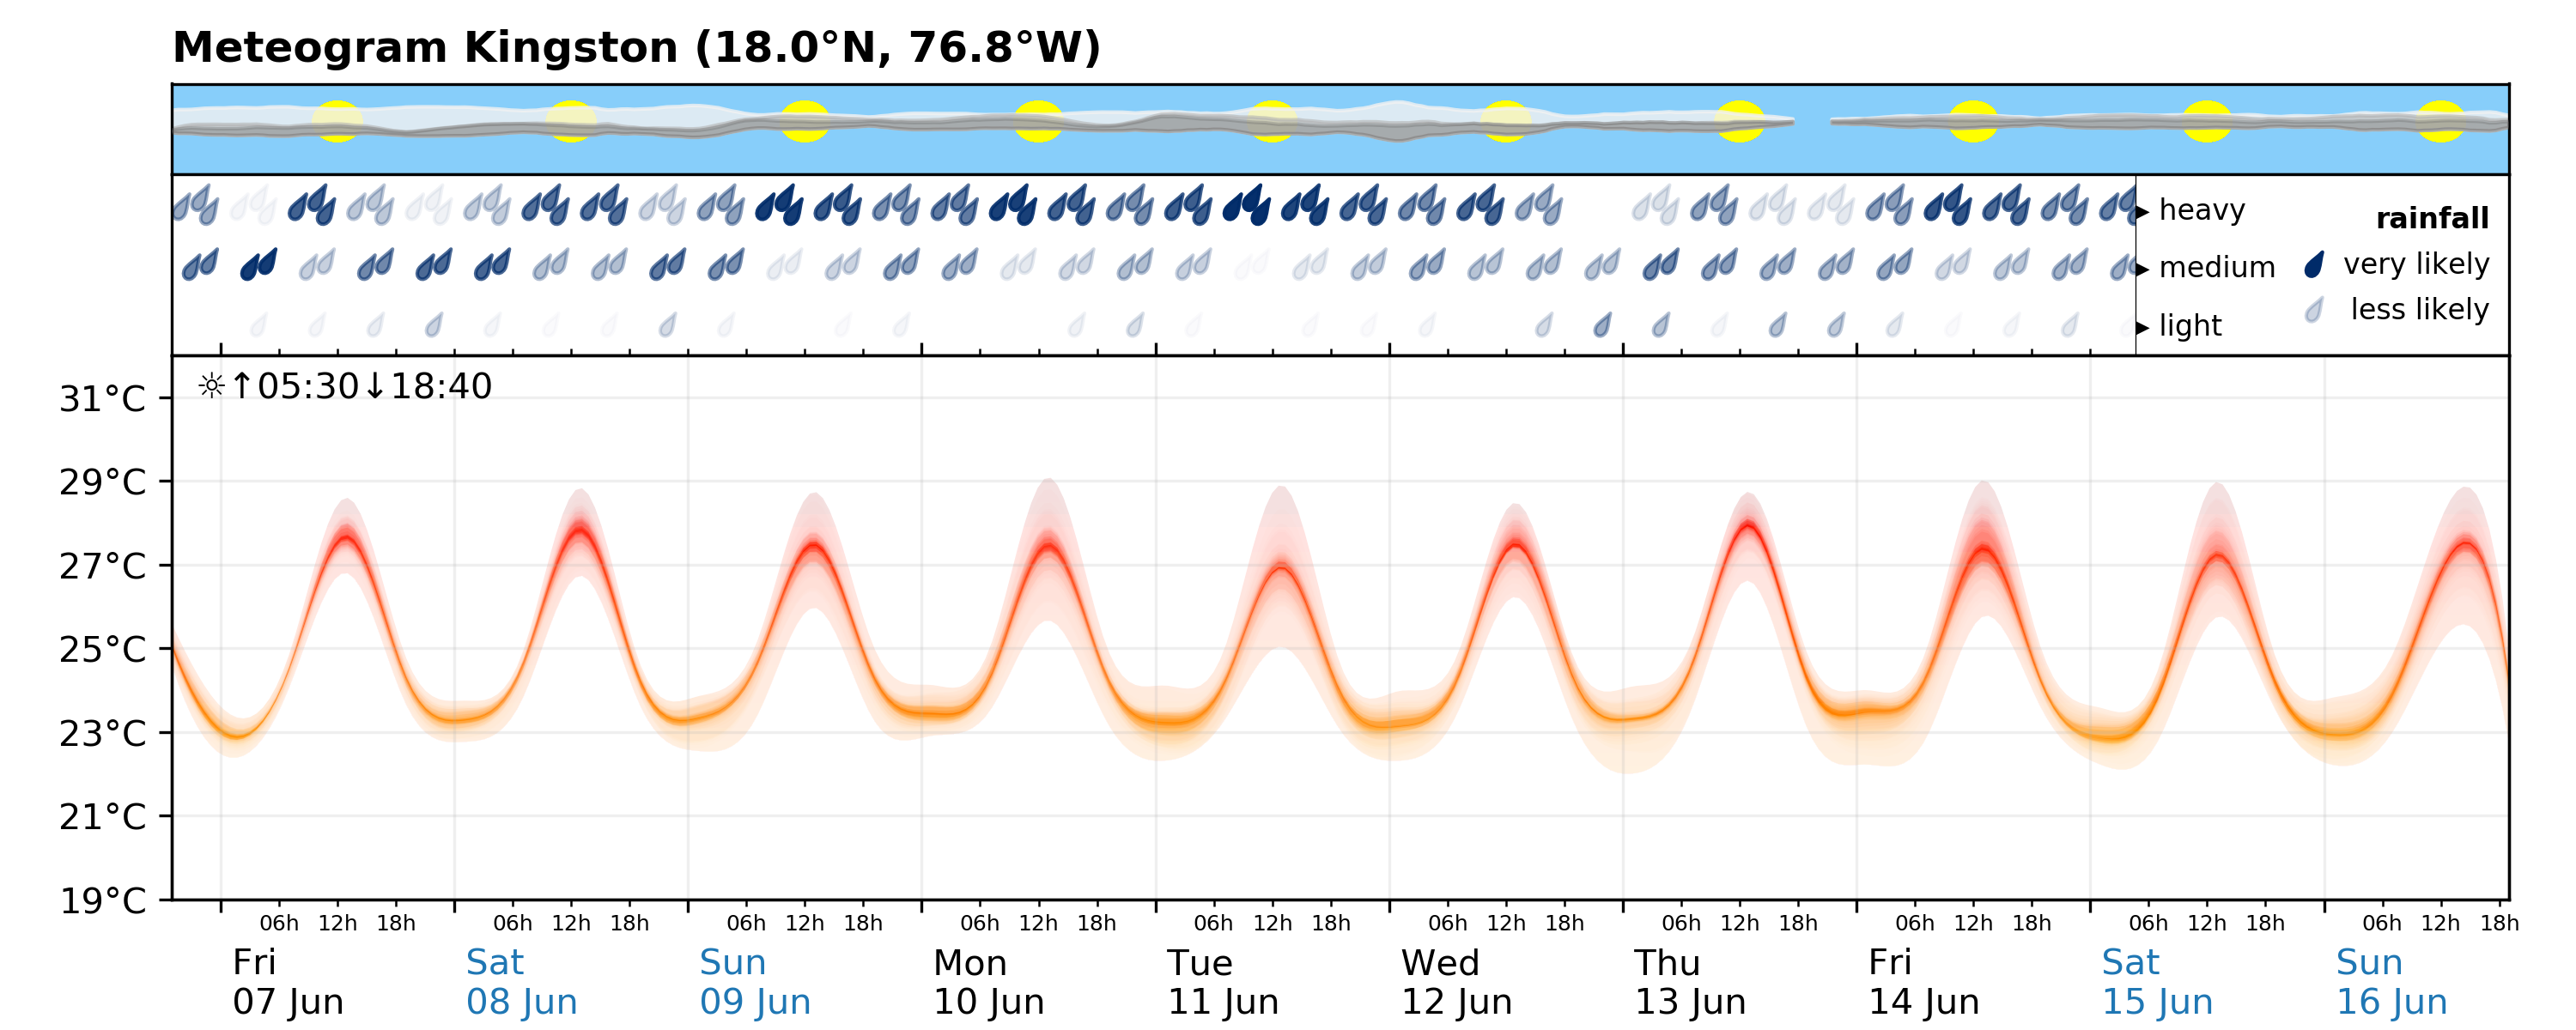 Meteogram Kingston (18.0°N, 76.8°W)
▸ heavy
rainfall
▸ medium
very likely
▸ light
less likely
☼↑05:30↓18:40
31°C
29°C
27°C
25°C
23°C
21°C
19°C
06h 12h 18h 06h 12h 18h 06h 12h 18h 06h 12h 18h 06h 12h 18h 06h 12h 18h 06h 12h 18h 06h 12h 18h 06h 12h 18h 06h 12h 18h
Fri Sat Sun Mon Tue Wed Thu Fri Sat Sun
07 Jun 08 Jun 09 Jun 10 Jun 11 Jun 12 Jun 13 Jun 14 Jun 15 Jun 16 Jun